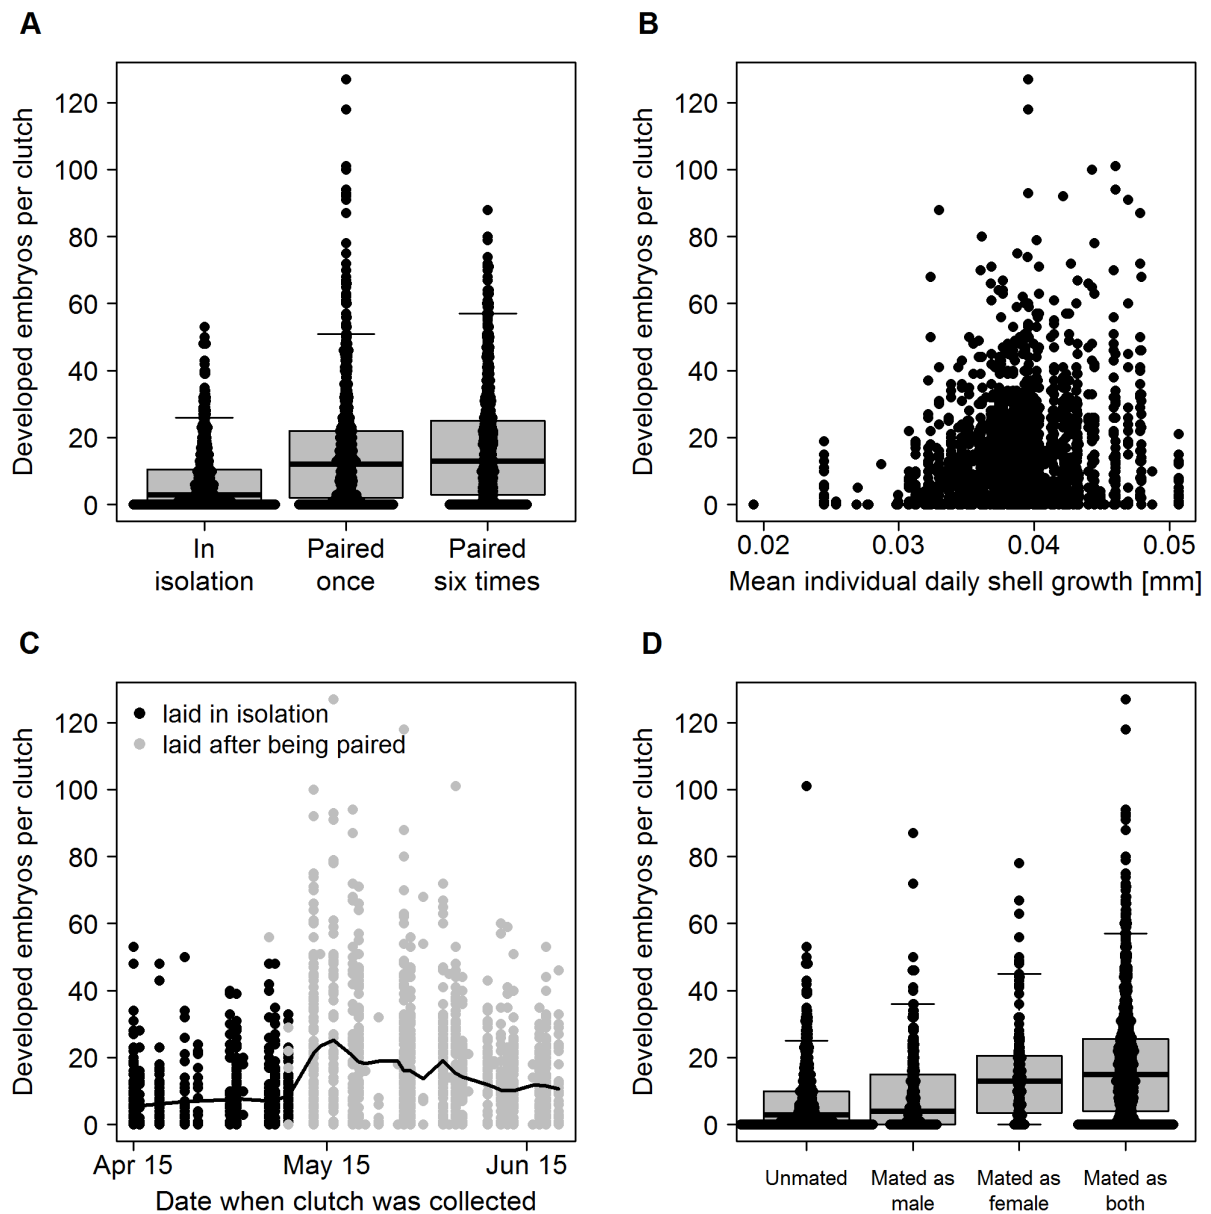 A
Developed embryos per clutch
120
100
80
60
40
20
0
In isolation
Paired once
Paired six times
B
Developed embryos per clutch
120
100
80
60
40
20
0
0.02 0.03 0.04 0.05
Mean individual daily shell growth [mm]
C
Developed embryos per clutch
120
100
80
60
40
20
0
laid in isolation
laid after being paired
Apr 15 May 15 Jun 15
Date when clutch was collected
D
Developed embryos per clutch
120
100
80
60
40
20
0
Unmated
Mated as male
Mated as female
Mated as both